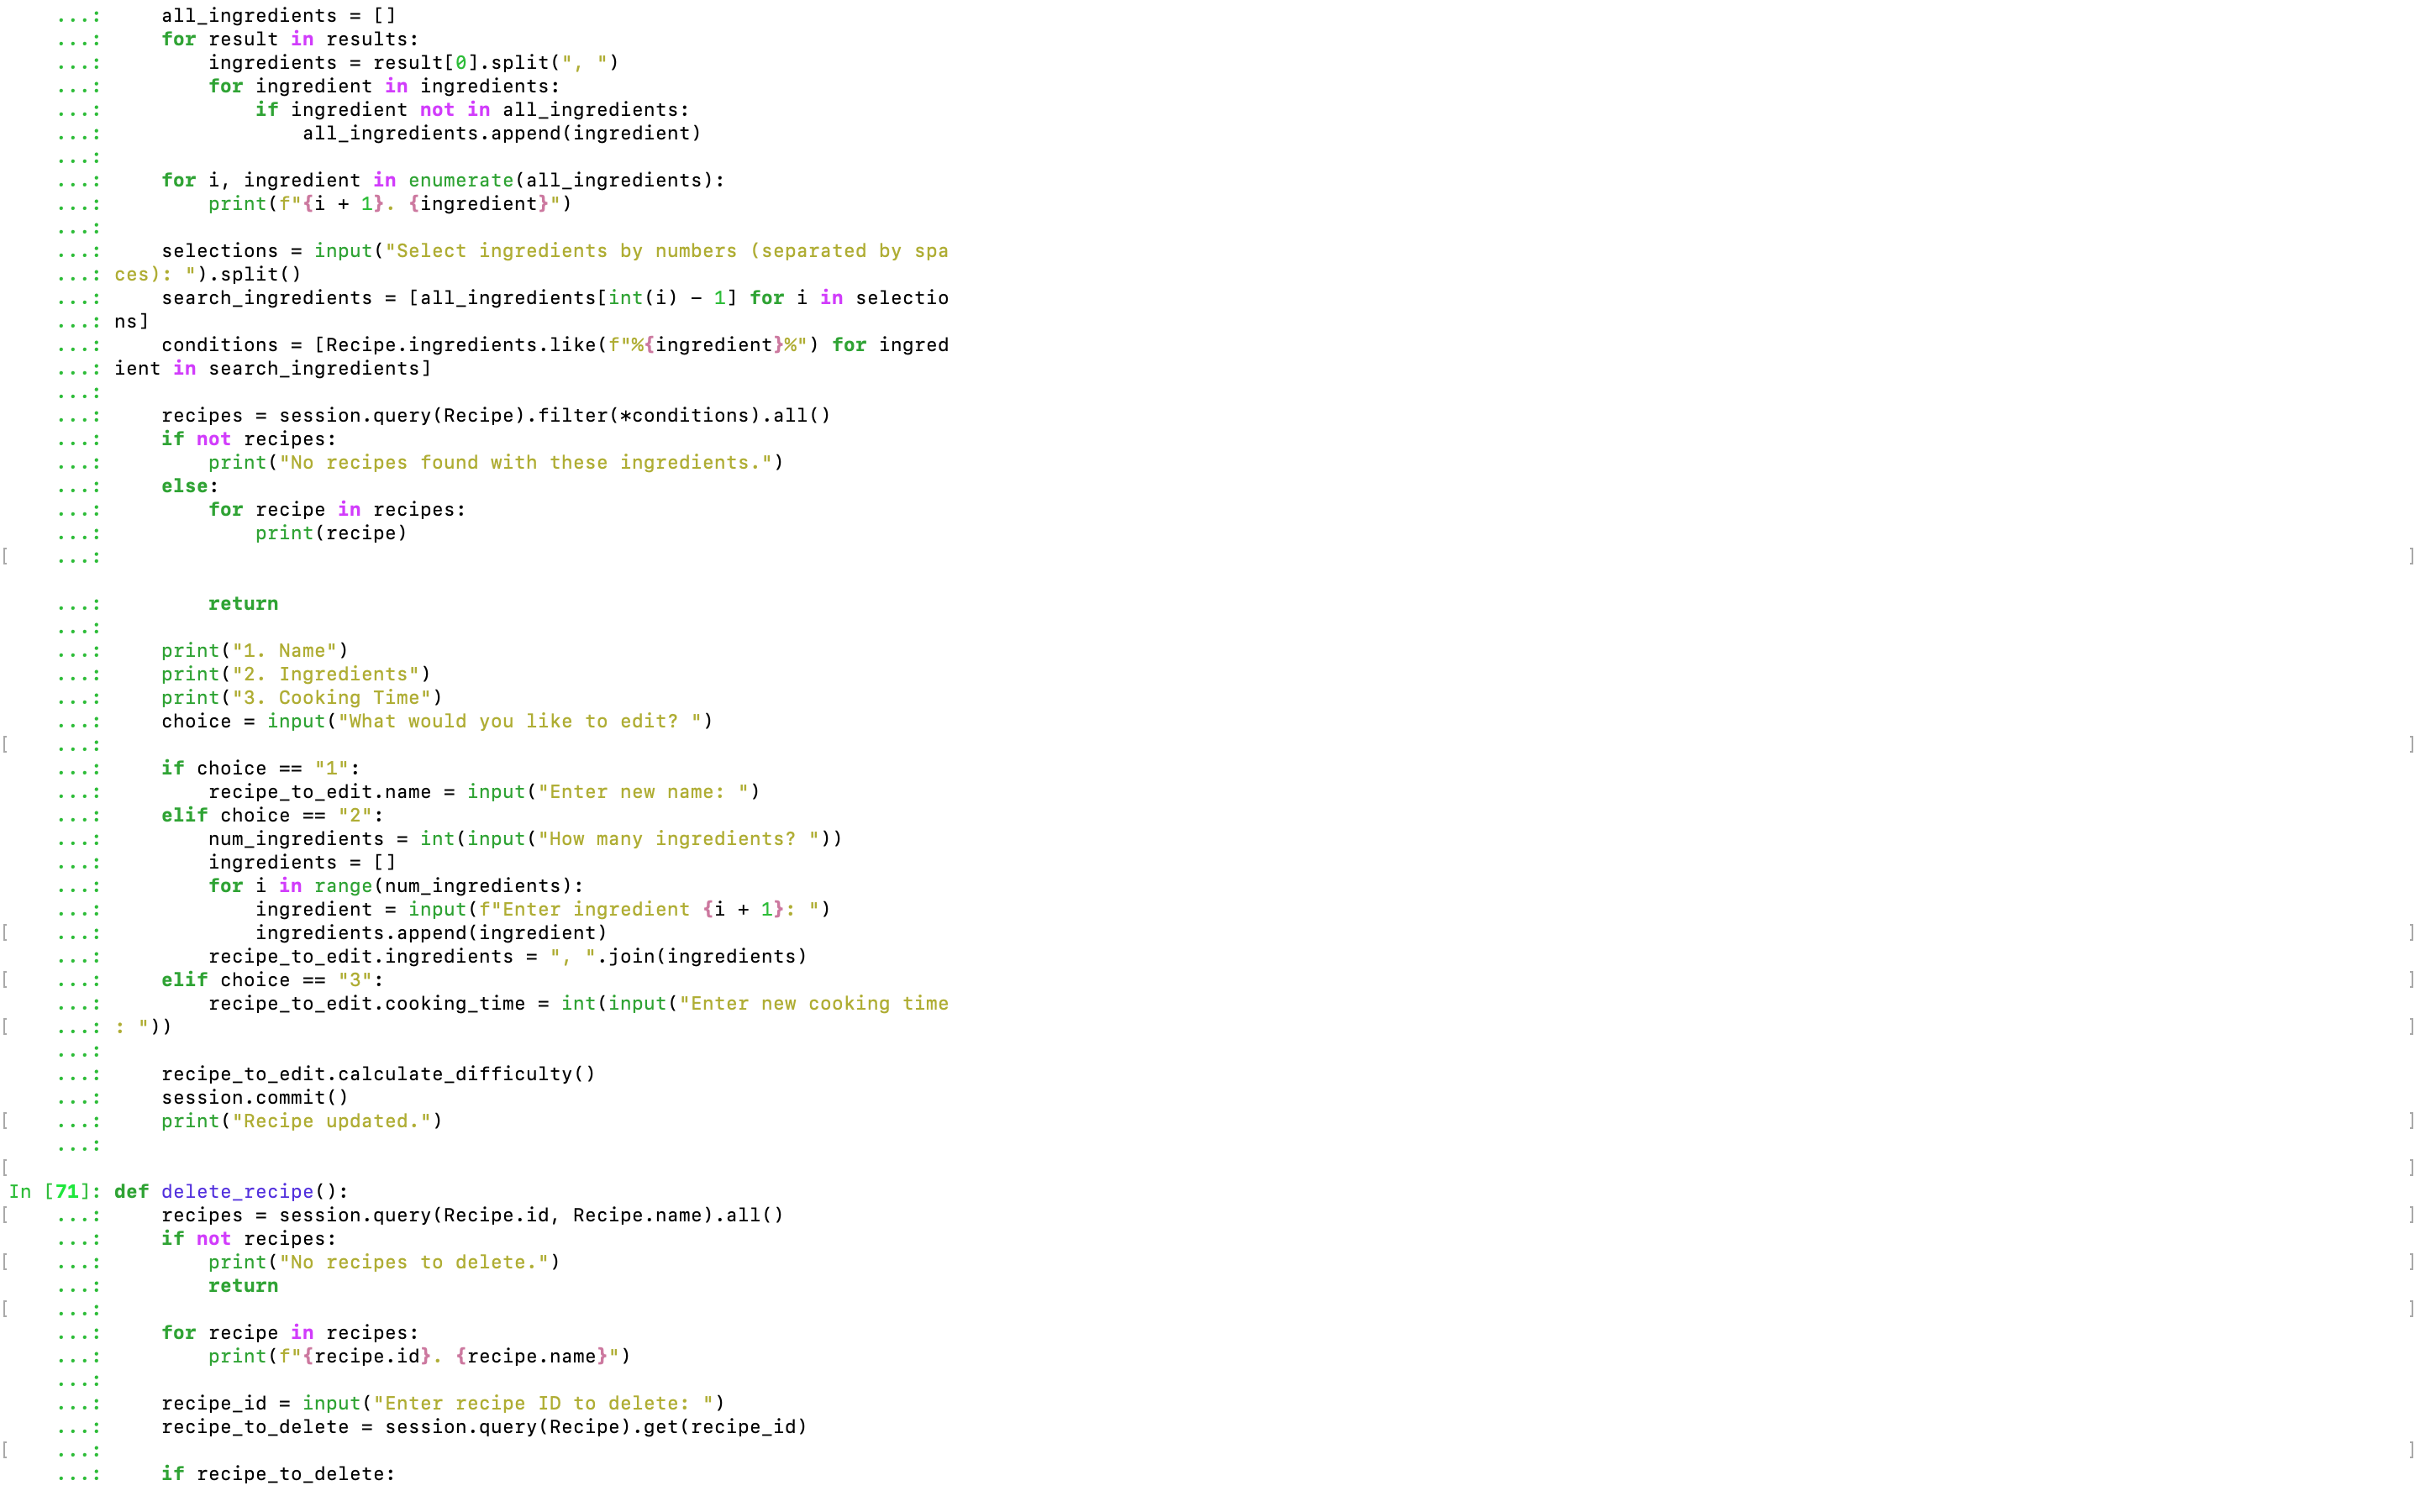 ...:     all_ingredients = []
...:     for result in results:
...:         ingredients = result[0].split(", ")
...:         for ingredient in ingredients:
...:             if ingredient not in all_ingredients:
...:                 all_ingredients.append(ingredient)
...:
...:     for i, ingredient in enumerate(all_ingredients):
...:         print(f"{i + 1}. {ingredient}")
...:
...:     selections = input("Select ingredients by numbers (separated by spa
...: ces): ").split()
...:     search_ingredients = [all_ingredients[int(i) - 1] for i in selectio
...: ns]
...:     conditions = [Recipe.ingredients.like(f"%{ingredient}%") for ingred
...: ient in search_ingredients]
...:
...:     recipes = session.query(Recipe).filter(*conditions).all()
...:     if not recipes:
...:         print("No recipes found with these ingredients.")
...:     else:
...:         for recipe in recipes:
...:             print(recipe)
[    ...:     ]
...:         return
...:
...:     print("1. Name")
...:     print("2. Ingredients")
...:     print("3. Cooking Time")
...:     choice = input("What would you like to edit? ")
[    ...:     ]
...:     if choice == "1":
...:         recipe_to_edit.name = input("Enter new name: ")
...:     elif choice == "2":
...:         num_ingredients = int(input("How many ingredients? "))
...:         ingredients = []
...:         for i in range(num_ingredients):
...:             ingredient = input(f"Enter ingredient {i + 1}: ")
[    ...:             ingredients.append(ingredient)     ]
...:         recipe_to_edit.ingredients = ", ".join(ingredients)
[    ...:     elif choice == "3":     ]
...:         recipe_to_edit.cooking_time = int(input("Enter new cooking time
[    ...: : "))     ]
...:
...:     recipe_to_edit.calculate_difficulty()
...:     session.commit()
[    ...:     print("Recipe updated.")     ]
...:
[     ]
In [71]: def delete_recipe():
[    ...:     recipes = session.query(Recipe.id, Recipe.name).all()     ]
...:     if not recipes:
[    ...:         print("No recipes to delete.")     ]
...:         return
[    ...:     ]
...:     for recipe in recipes:
...:         print(f"{recipe.id}. {recipe.name}")
...:
...:     recipe_id = input("Enter recipe ID to delete: ")
...:     recipe_to_delete = session.query(Recipe).get(recipe_id)
[    ...:     ]
...:     if recipe_to_delete: